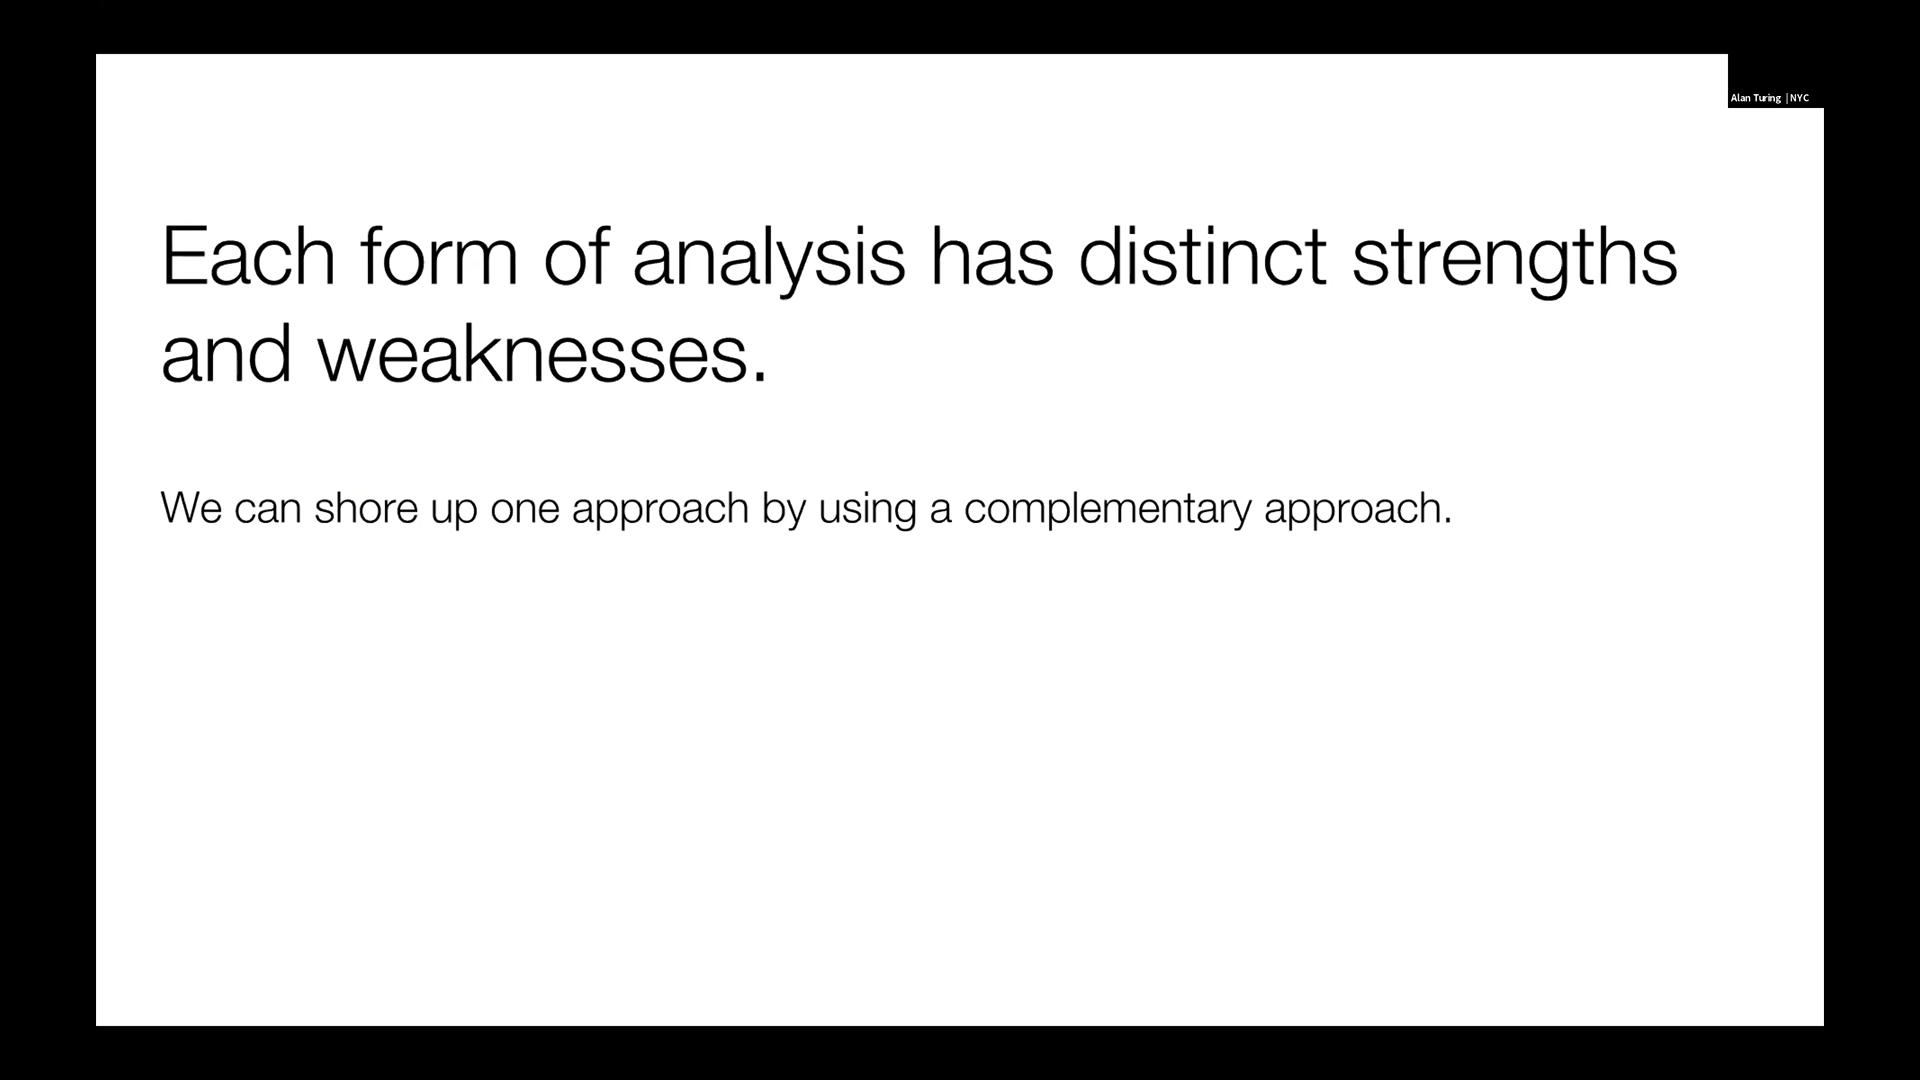 Alan Turing | NYC
Each form of analysis has distinct strengths
and weaknesses.
We can shore up one approach by using a complementary approach.